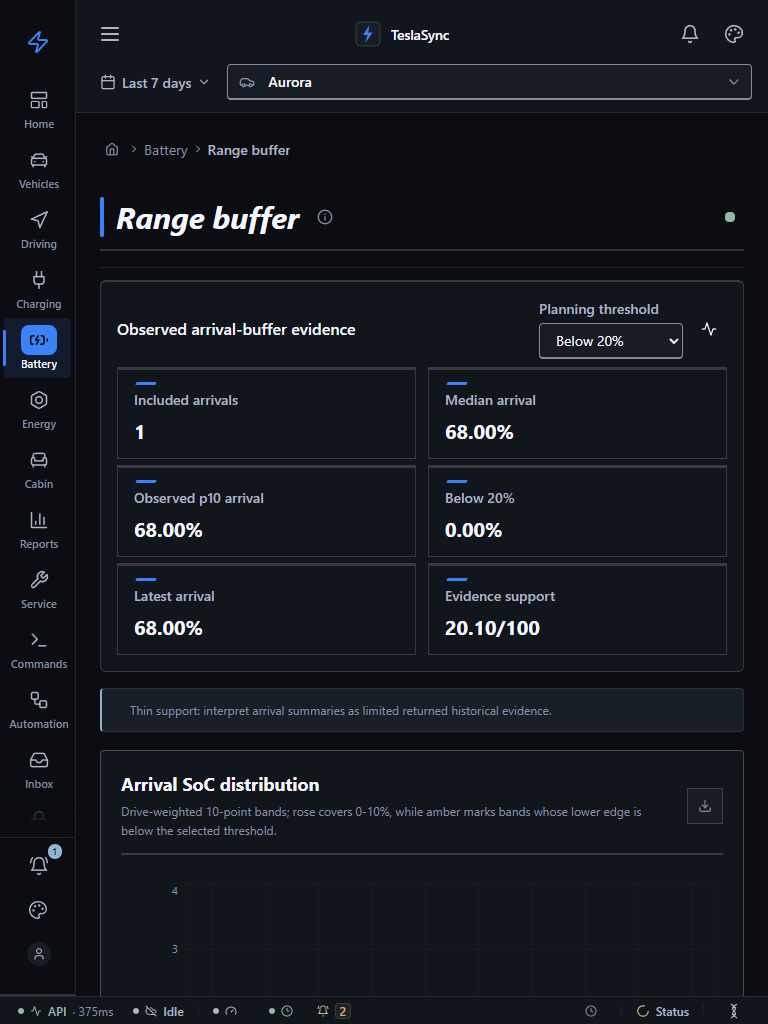 TeslaSync
Last 7 days
Aurora
Home
Vehicles
Driving
Charging
Battery
Energy
Cabin
Reports
Service
Commands
Automation
Inbox
1
Battery
Range buffer
Range buffer
Observed arrival-buffer evidence
Planning threshold
Below 20%
Included arrivals
1
Median arrival
68.00%
Observed p10 arrival
68.00%
Below 20%
0.00%
Latest arrival
68.00%
Evidence support
20.10/100
Thin support: interpret arrival summaries as limited returned historical evidence.
Arrival SoC distribution
Drive-weighted 10-point bands; rose covers 0-10%, while amber marks bands whose lower edge is
below the selected threshold.
4
3
API · 375ms
Idle
2
Status